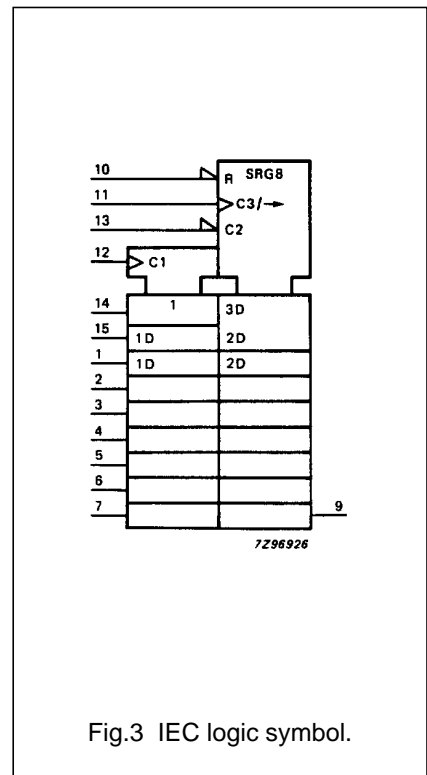 10 R SRG8
11 C3/→
13 C2
12 C1
14 1 3D
15 1D 2D
1 1D 2D
2
3
4
5
6
7 9
7Z96926
Fig.3 IEC logic symbol.